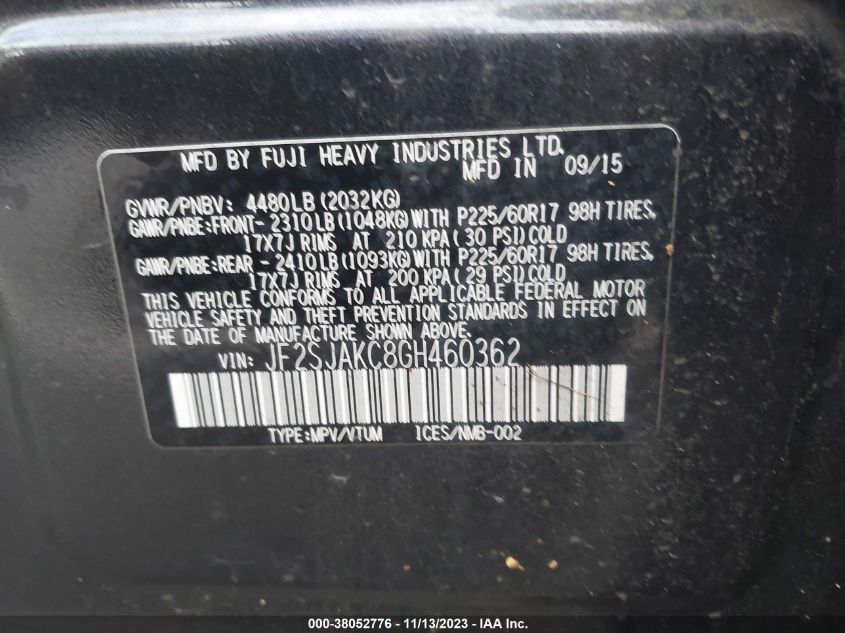 MFD BY FUJI HEAVY INDUSTRIES LTD.
MFD IN 09/15
GVWR/PNBV: 4480LB(2032KG)
GAWR/PNBE:FRONT- 2310LB(1048KG)WITH P225/60R17 98H TIRES,
17X7J RIMS AT 210 KPA( 30 PSI)COLD
GAWR/PNBE:REAR - 2410LB(1093KG)WITH P225/60R17 98H TIRES,
17X7J RIMS AT 200 KPA( 29 PSI)COLD
THIS VEHICLE CONFORMS TO ALL APPLICABLE FEDERAL MOTOR
VEHICLE SAFETY AND THEFT PREVENTION STANDARDS IN EFFECT ON
THE DATE OF MANUFACTURE SHOWN ABOVE.
VIN: JF2SJAKC8GH460362
TYPE:MPV/VTUM ICES/NMB-002
000-38052776 - 11/13/2023 - IAA Inc.